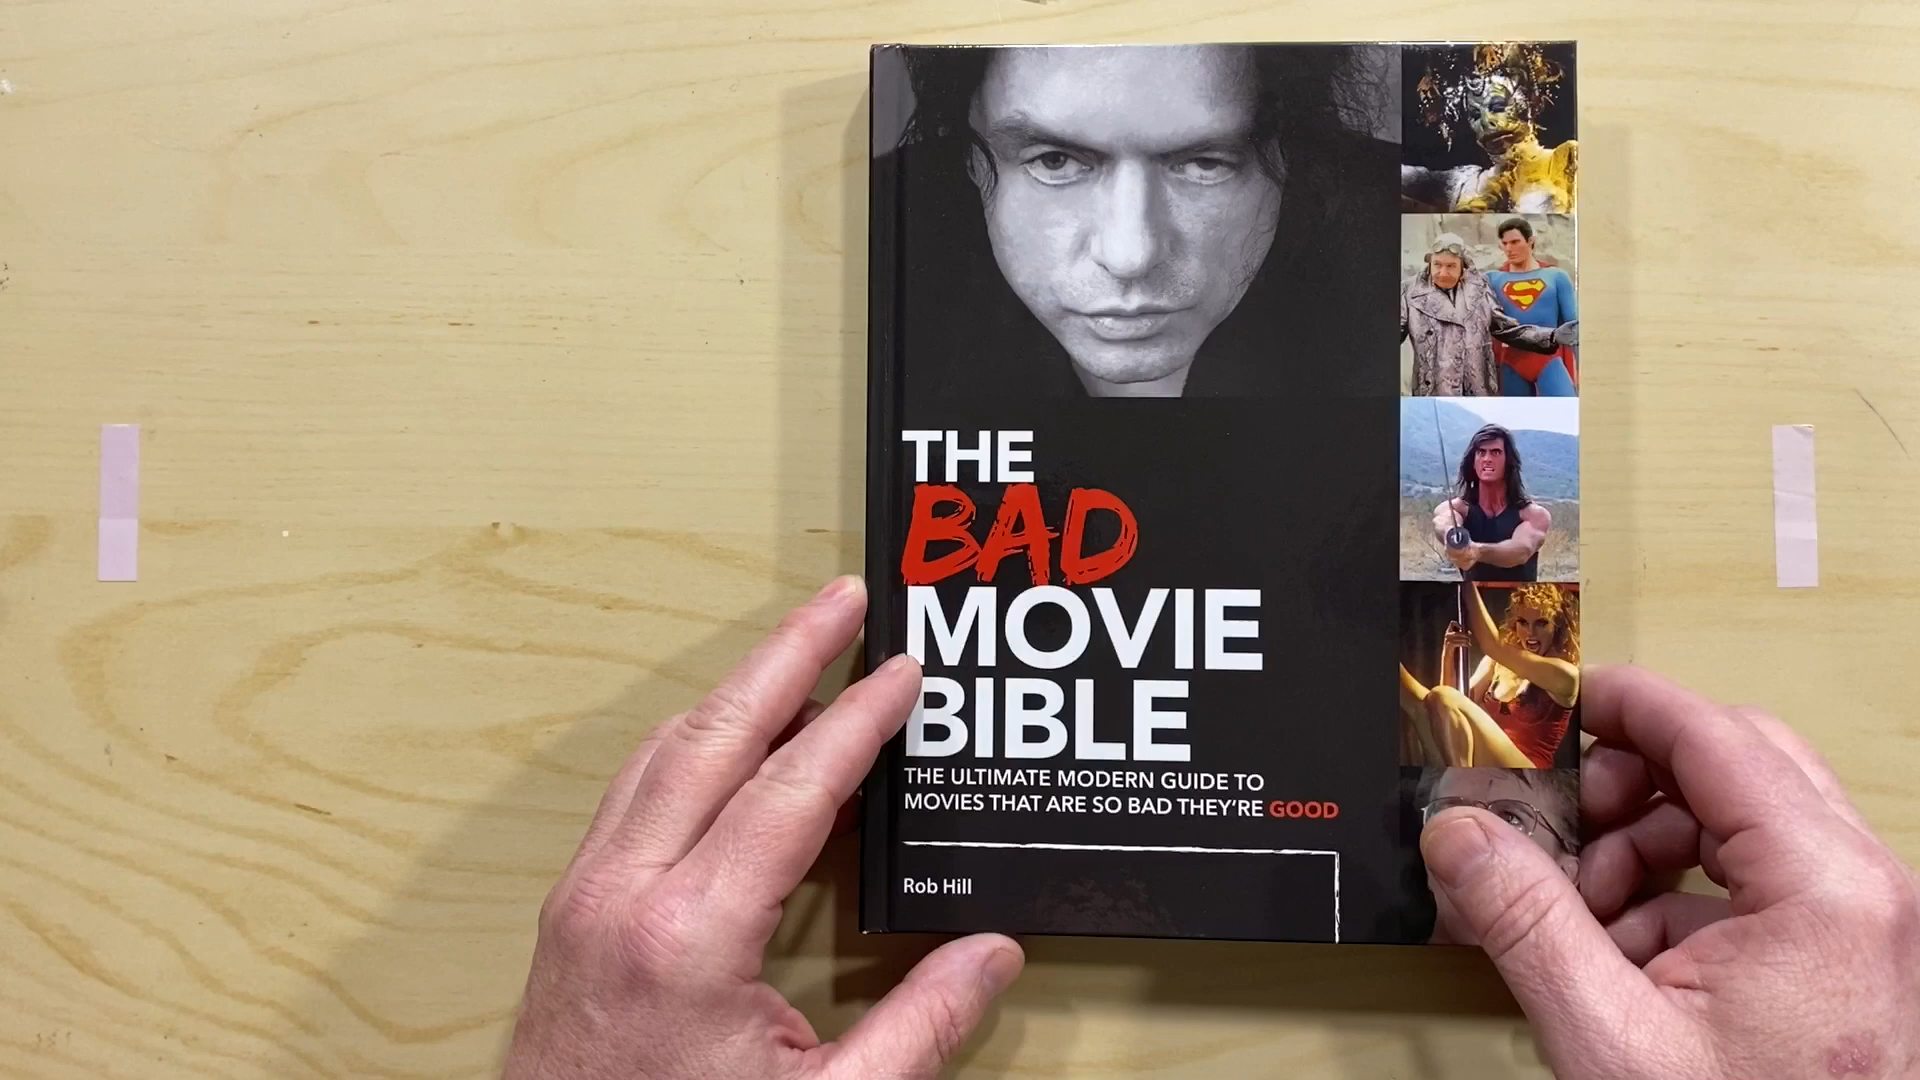 THE
BAD
MOVIE
BIBLE
THE ULTIMATE MODERN GUIDE TO
MOVIES THAT ARE SO BAD THEY'RE GOOD
Rob Hill